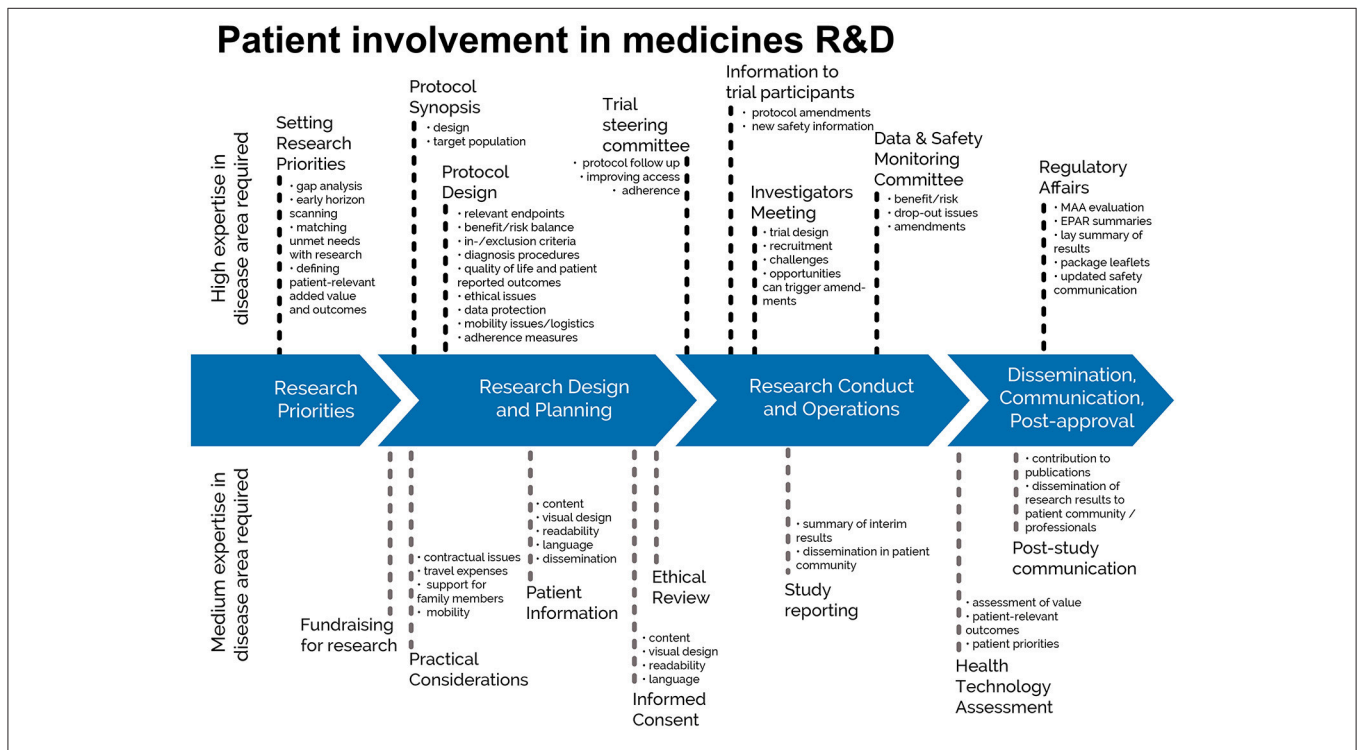 Patient involvement in medicines R&D
High expertise in
disease area required
Setting
Research
Priorities
• gap analysis
• early horizon
scanning
• matching
unmet needs
with research
• defining
patient-relevant
added value
and outcomes
Protocol
Synopsis
• design
• target population
Protocol
Design
• relevant endpoints
• benefit/risk balance
• in-/exclusion criteria
• diagnosis procedures
• quality of life and patient
reported outcomes
• ethical issues
• data protection
• mobility issues/logistics
• adherence measures
Trial
steering
committee
• protocol follow up
• improving access
• adherence
Information to
trial participants
• protocol amendments
• new safety information
Investigators
Meeting
• trial design
• recruitment
• challenges
• opportunities
can trigger amend-
ments
Data & Safety
Monitoring
Committee
• benefit/risk
• drop-out issues
• amendments
Regulatory
Affairs
• MAA evaluation
• EPAR summaries
• lay summary of
results
• package leaflets
• updated safety
communication
Research
Priorities
Research Design
and Planning
Research Conduct
and Operations
Dissemination,
Communication,
Post-approval
Medium expertise in
disease area required
Fundraising
for research
• contractual issues
• travel expenses
• support for
family members
• mobility
Practical
Considerations
• content
• visual design
• readability
• language
• dissemination
Patient
Information
Ethical
Review
• content
• visual design
• readability
• language
Informed
Consent
• summary of interim
results
• dissemination in patient
community
Study
reporting
• contribution to
publications
• dissemination of
research results to
patient community /
professionals
Post-study
communication
• assessment of value
• patient-relevant
outcomes
• patient priorities
Health
Technology
Assessment